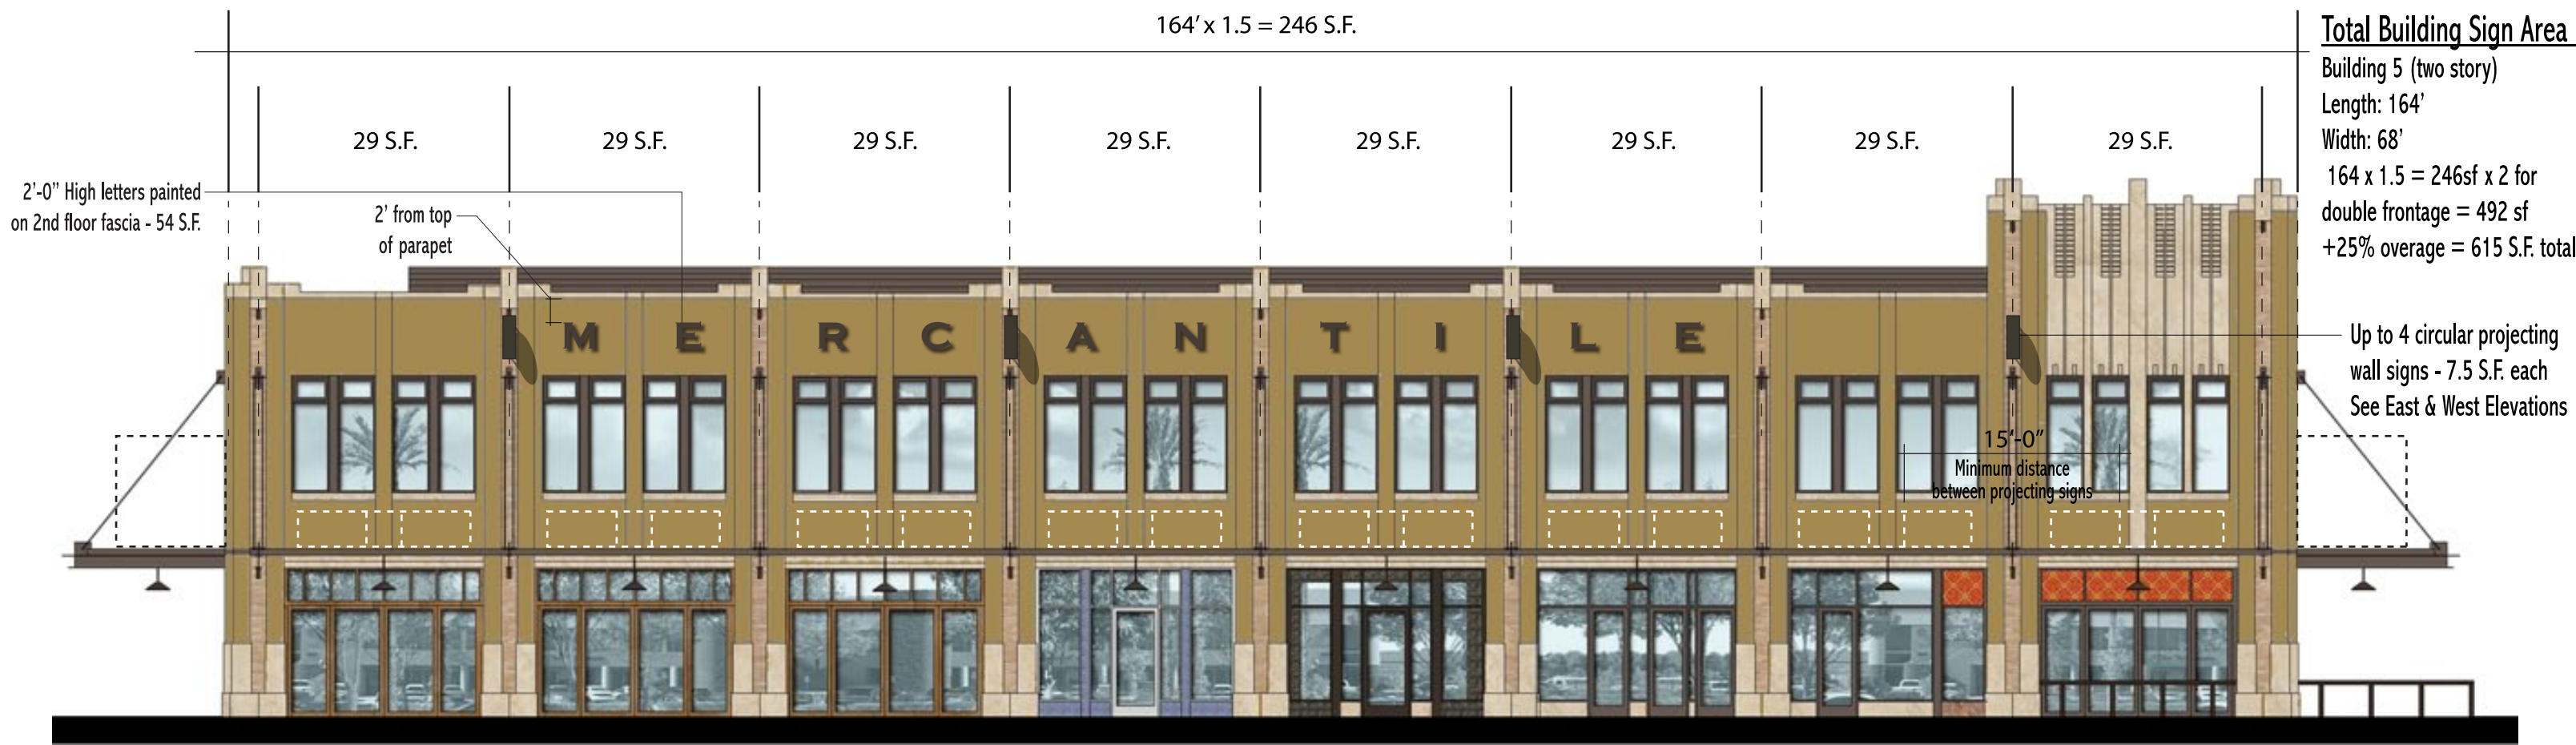 164’ x 1.5 = 246 S.F.
Total Building Sign Area
Building 5 (two story)
Length: 164’
Width: 68’
164 x 1.5 = 246sf x 2 for
double frontage = 492 sf
+25% overage = 615 S.F. total
29 S.F.
29 S.F.
29 S.F.
29 S.F.
29 S.F.
29 S.F.
29 S.F.
29 S.F.
2’-0” High letters painted
on 2nd floor fascia - 54 S.F.
2’ from top
of parapet
MERCANTILE
Up to 4 circular projecting
wall signs - 7.5 S.F. each
See East & West Elevations
15’-0”
Minimum distance
between projecting signs